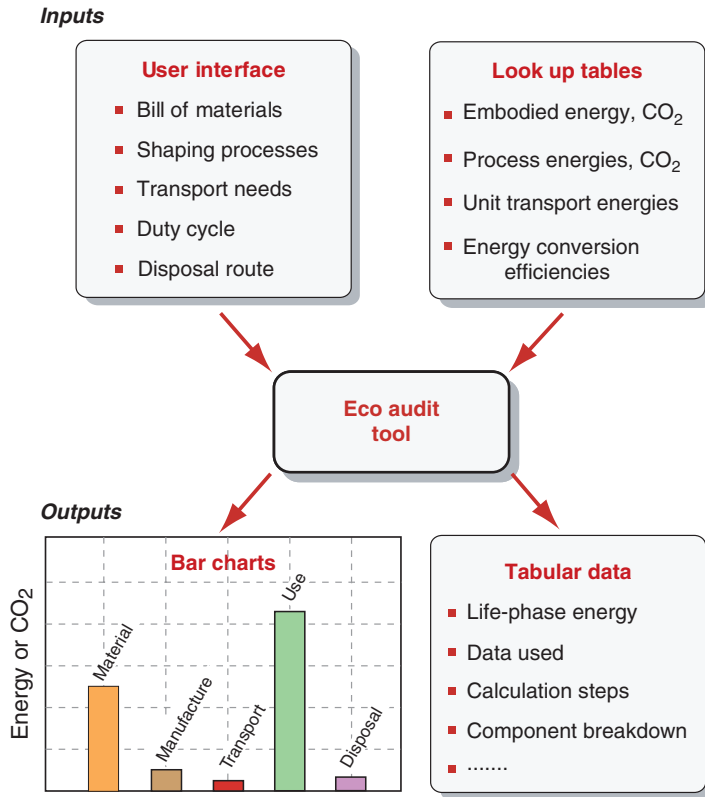 Inputs
User interface
Bill of materials
Shaping processes
Transport needs
Duty cycle
Disposal route
Look up tables
Embodied energy, CO2
Process energies, CO2
Unit transport energies
Energy conversion
efficiencies
Eco audit
tool
Outputs
Bar charts
Energy or CO2
Material
Manufacture
Transport
Use
Disposal
Tabular data
Life-phase energy
Data used
Calculation steps
Component breakdown
.......